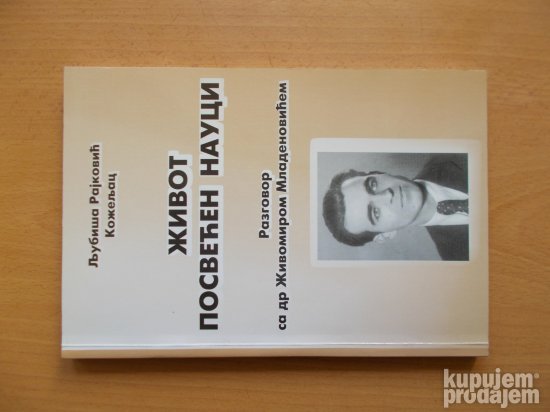 Љубиша Рајковић
Кожељац
ЖИВОТ
ПОСВЕЋЕН НАУЦИ
Разговор
са др Живомиром Младеновићем
kupujem
prodajem